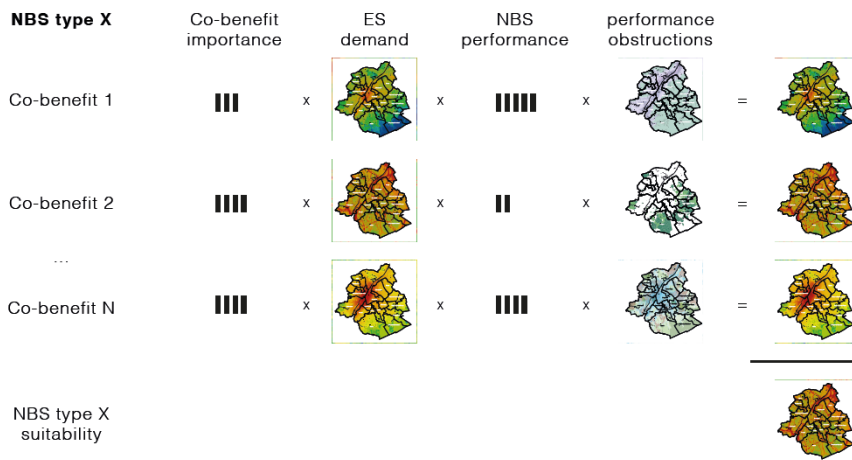 NBS type X
Co-benefit importance
ES demand
NBS performance
performance obstructions
Co-benefit 1
x
x
x
=
Co-benefit 2
x
x
x
=
...
Co-benefit N
x
x
x
=
NBS type X
suitability